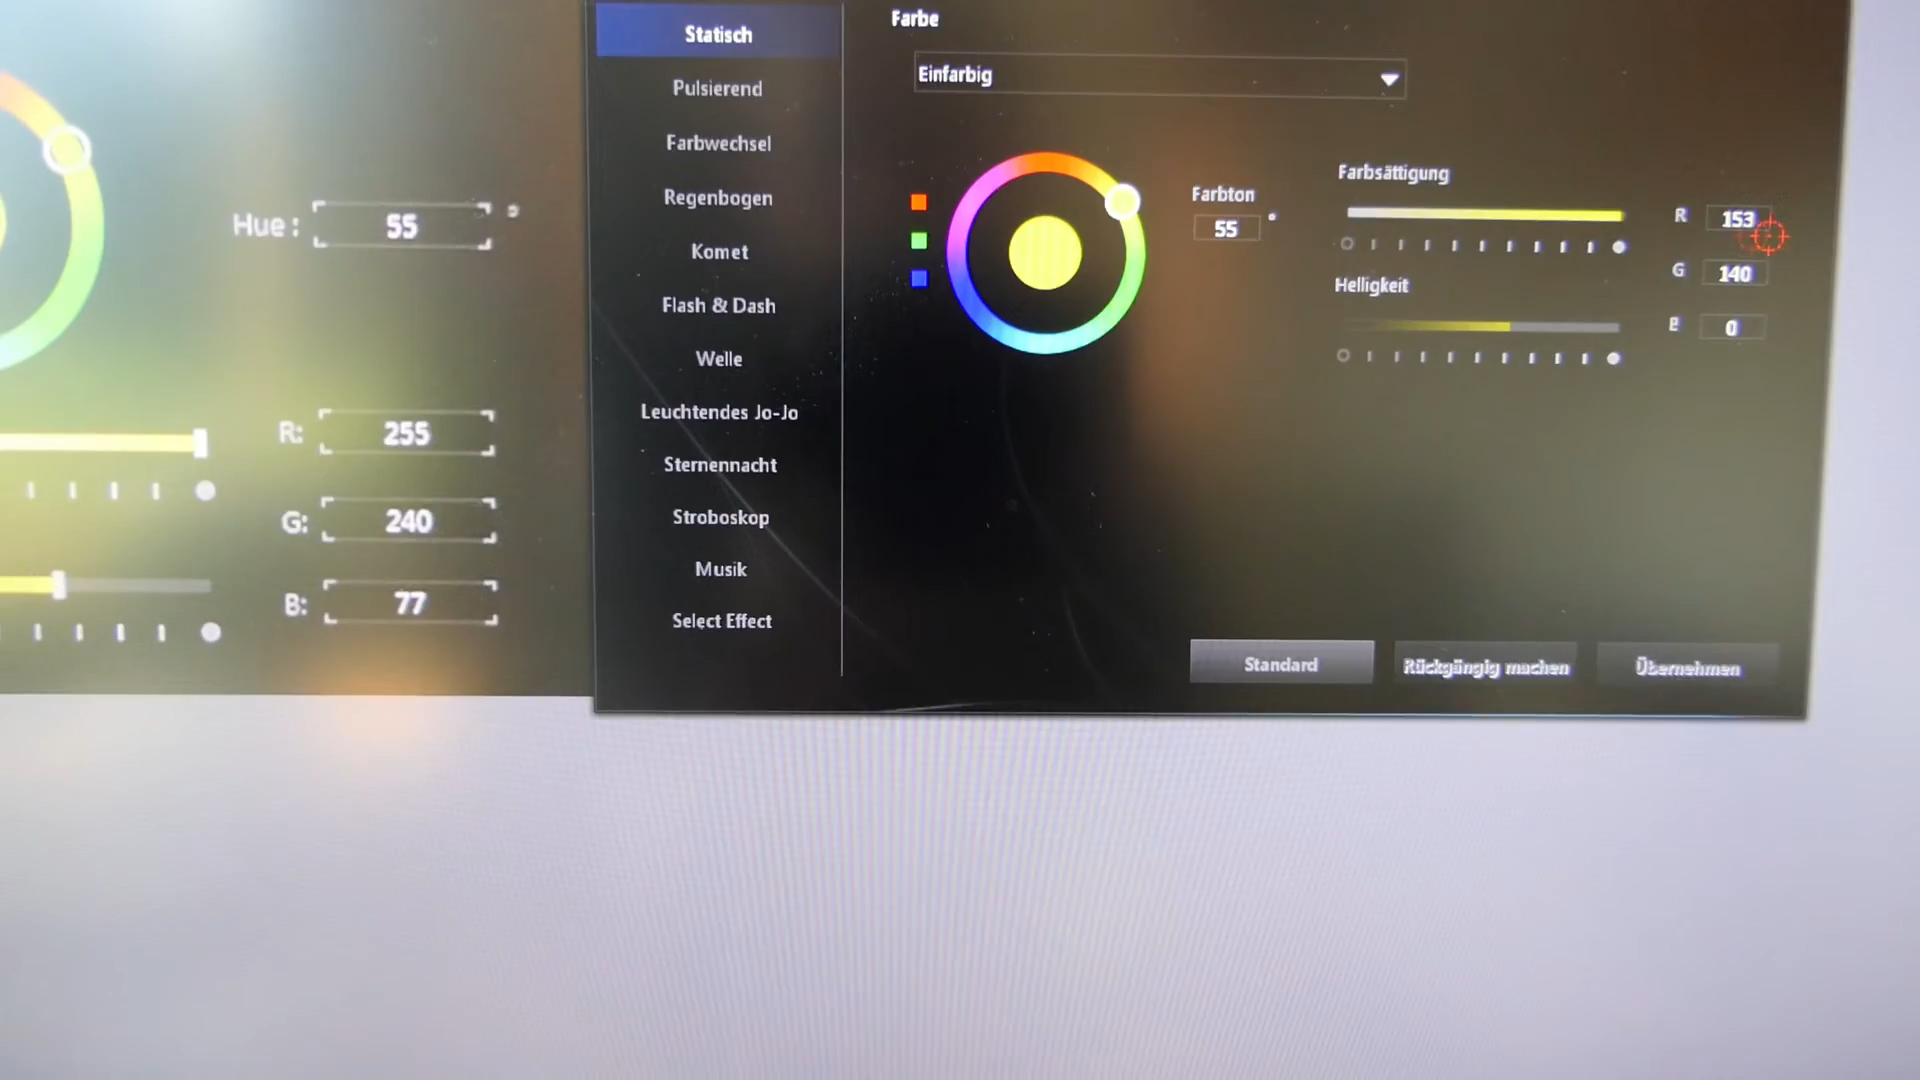 Hue :
55
R:
255
G:
240
B:
77
Statisch
Pulsierend
Farbwechsel
Regenbogen
Komet
Flash & Dash
Welle
Leuchtendes Jo-Jo
Sternennacht
Stroboskop
Musik
Select Effect
Farbe
Einfarbig
Farbton
55 °
Farbsättigung
Helligkeit
R 153
G 140
B 0
Standard
Rückgängig machen
Übernehmen